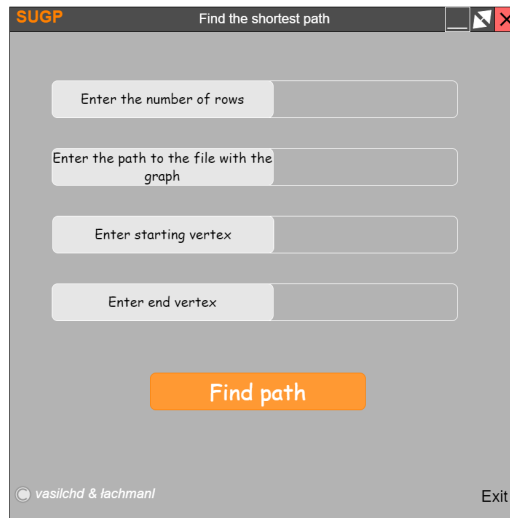 SUGP
Find the shortest path
Enter the number of rows
Enter the path to the file with the
graph
Enter starting vertex
Enter end vertex
Find path
vasilchd & łachmanl
Exit